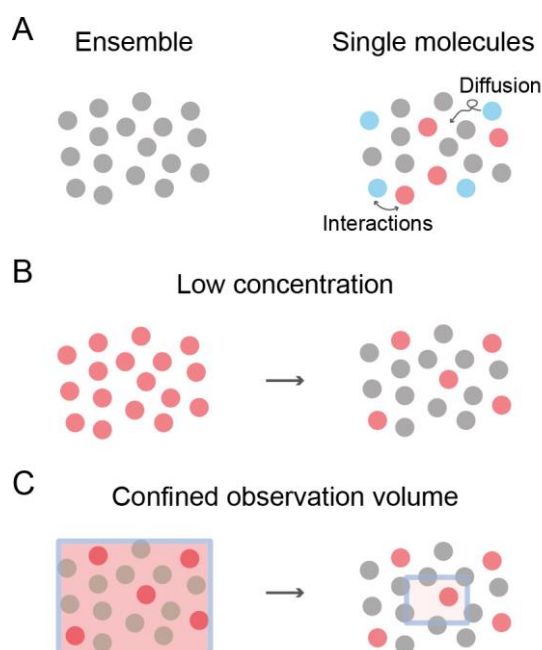 A
Ensemble
Single molecules
Diffusion
Interactions
B
Low concentration
C
Confined observation volume